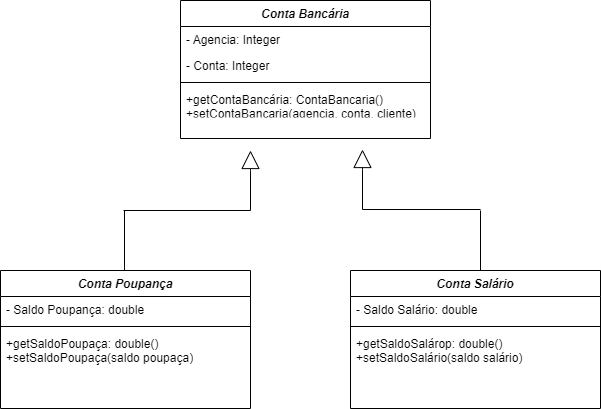 Conta Bancária
- Agencia: Integer
- Conta: Integer
+getContaBancária: ContaBancaria()
+setContaBancaria(agencia, conta, cliente)
Conta Poupança
- Saldo Poupança: double
+getSaldoPoupaça: double()
+setSaldoPoupaça(saldo poupaça)
Conta Salário
- Saldo Salário: double
+getSaldoSalárop: double()
+setSaldoSalário(saldo salário)